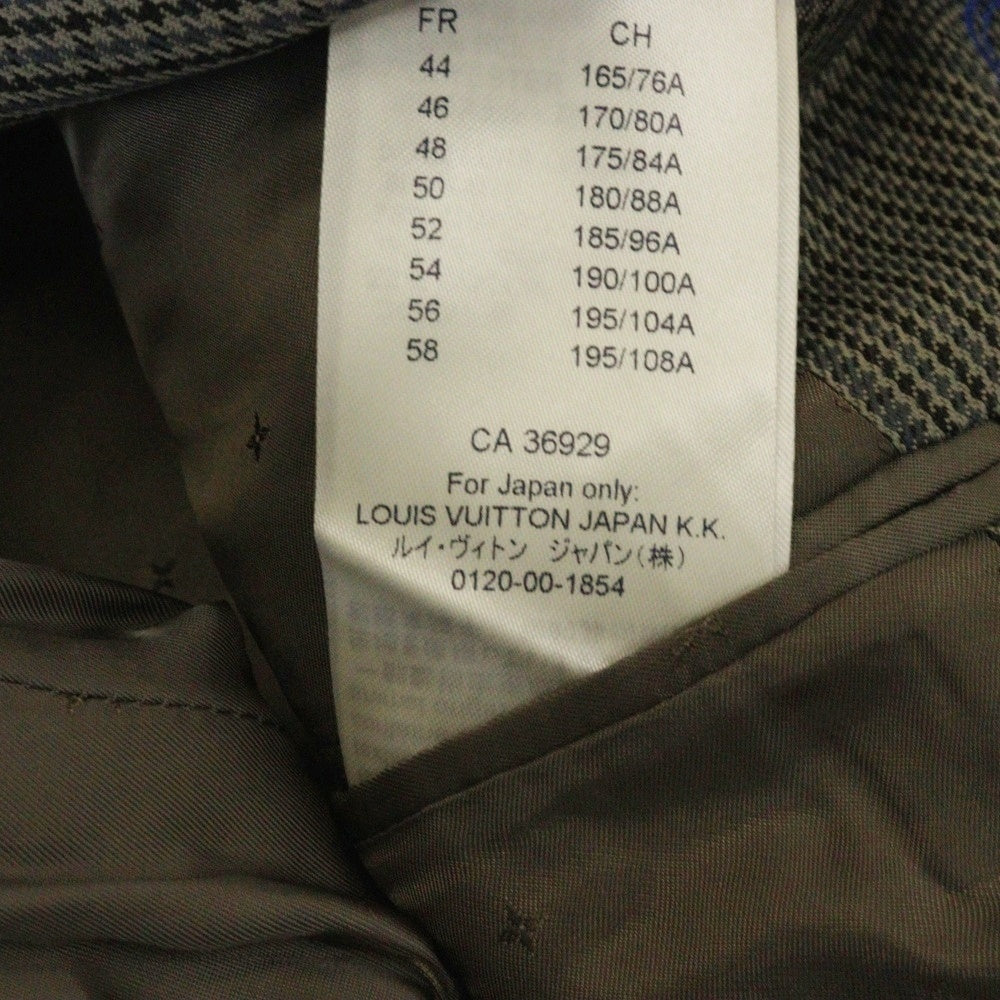 FR CH
44 165/76A
46 170/80A
48 175/84A
50 180/88A
52 185/96A
54 190/100A
56 195/104A
58 195/108A
CA 36929
For Japan only:
LOUIS VUITTON JAPAN K.K.
ルイ・ヴィトン ジャパン(株)
0120-00-1854